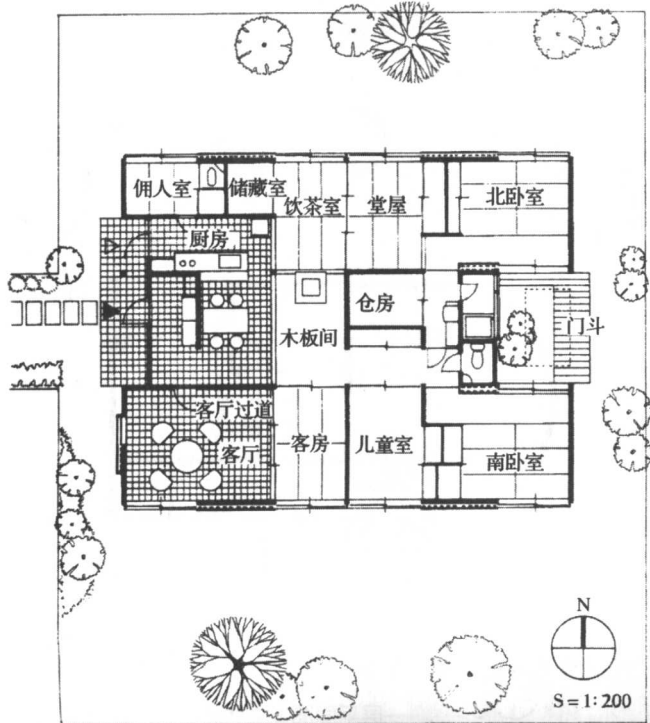 佣人室
储藏室
饮茶室
堂屋
北卧室
厨房
仓房
木板间
门斗
客厅过道
客厅
客房
儿童室
南卧室
N
S=1:200